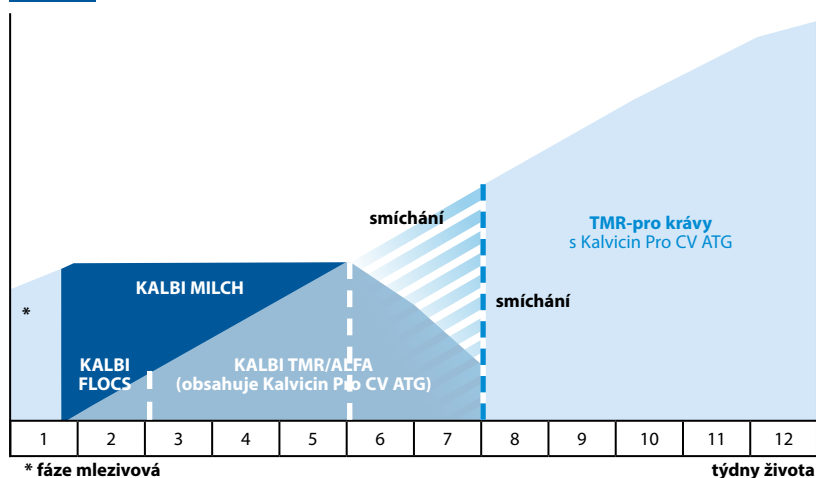 smíchání
TMR-pro krávy
s Kalvicin Pro CV ATG
KALBI MILCH
smíchání
*
KALBI
FLOCS
KALBI TMR/ALFA
(obsahuje Kalvicin Pro CV ATG)
1 2 3 4 5 6 7 8 9 10 11 12
* fáze mlezivová
týdny života